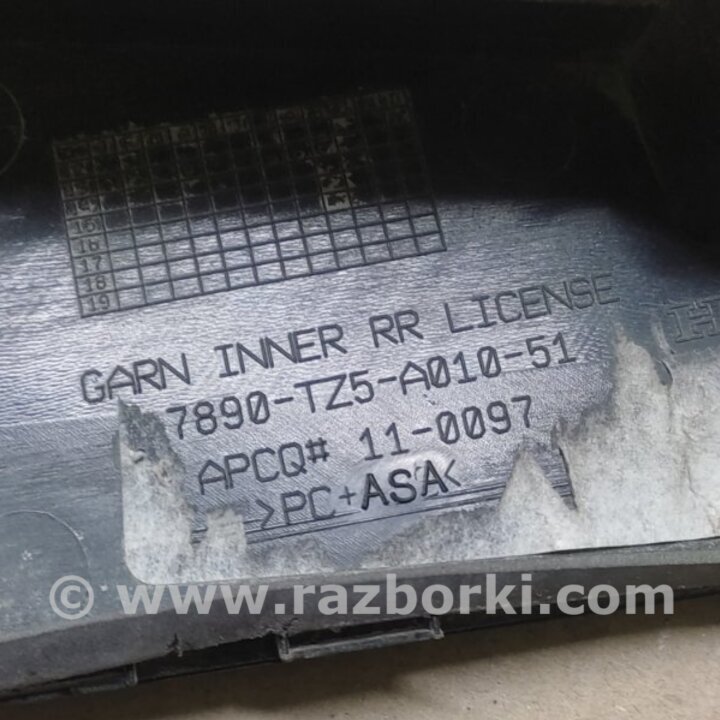 15
16
17
18
19
GARN INNER RR LICENSE
7890-TZ5-A010-51
APCQ# 11-0097
>PC+ASA<
© www.razborki.com